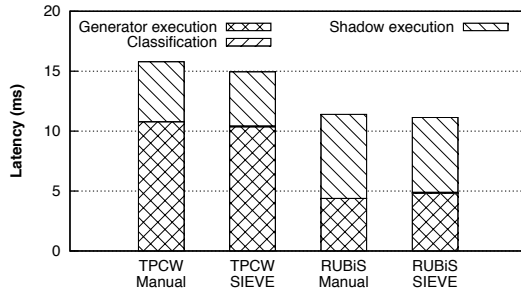 20
15
10
5
0
Latency (ms)
Generator execution
Classification
Shadow execution
TPCW
Manual
TPCW
SIEVE
RUBiS
Manual
RUBiS
SIEVE